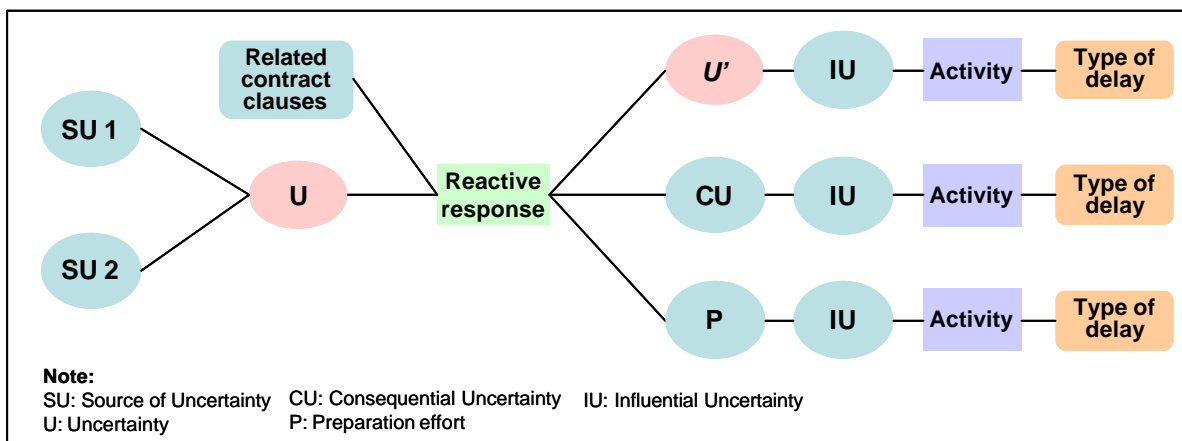 Related
contract
clauses
SU 1
SU 2
U
Reactive
response
U'
IU
Activity
Type of
delay
CU
IU
Activity
Type of
delay
P
IU
Activity
Type of
delay
Note:
SU: Source of Uncertainty CU: Consequential Uncertainty IU: Influential Uncertainty
U: Uncertainty P: Preparation effort